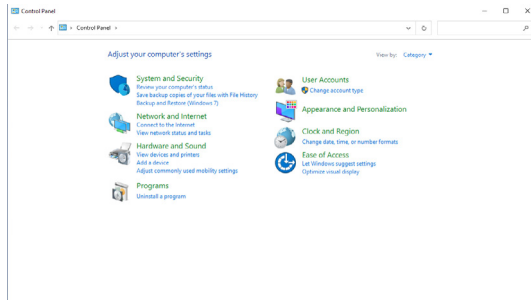 Control Panel
Control Panel
Adjust your computer's settings
View by: Category
System and Security
Review your computer's status
Save backup copies of your files with File History
Backup and Restore (Windows 7)
Network and Internet
Connect to the Internet
View network status and tasks
Hardware and Sound
View devices and printers
Add a device
Adjust commonly used mobility settings
Programs
Uninstall a program
User Accounts
Change account type
Appearance and Personalization
Clock and Region
Change date, time, or number formats
Ease of Access
Let Windows suggest settings
Optimize visual display